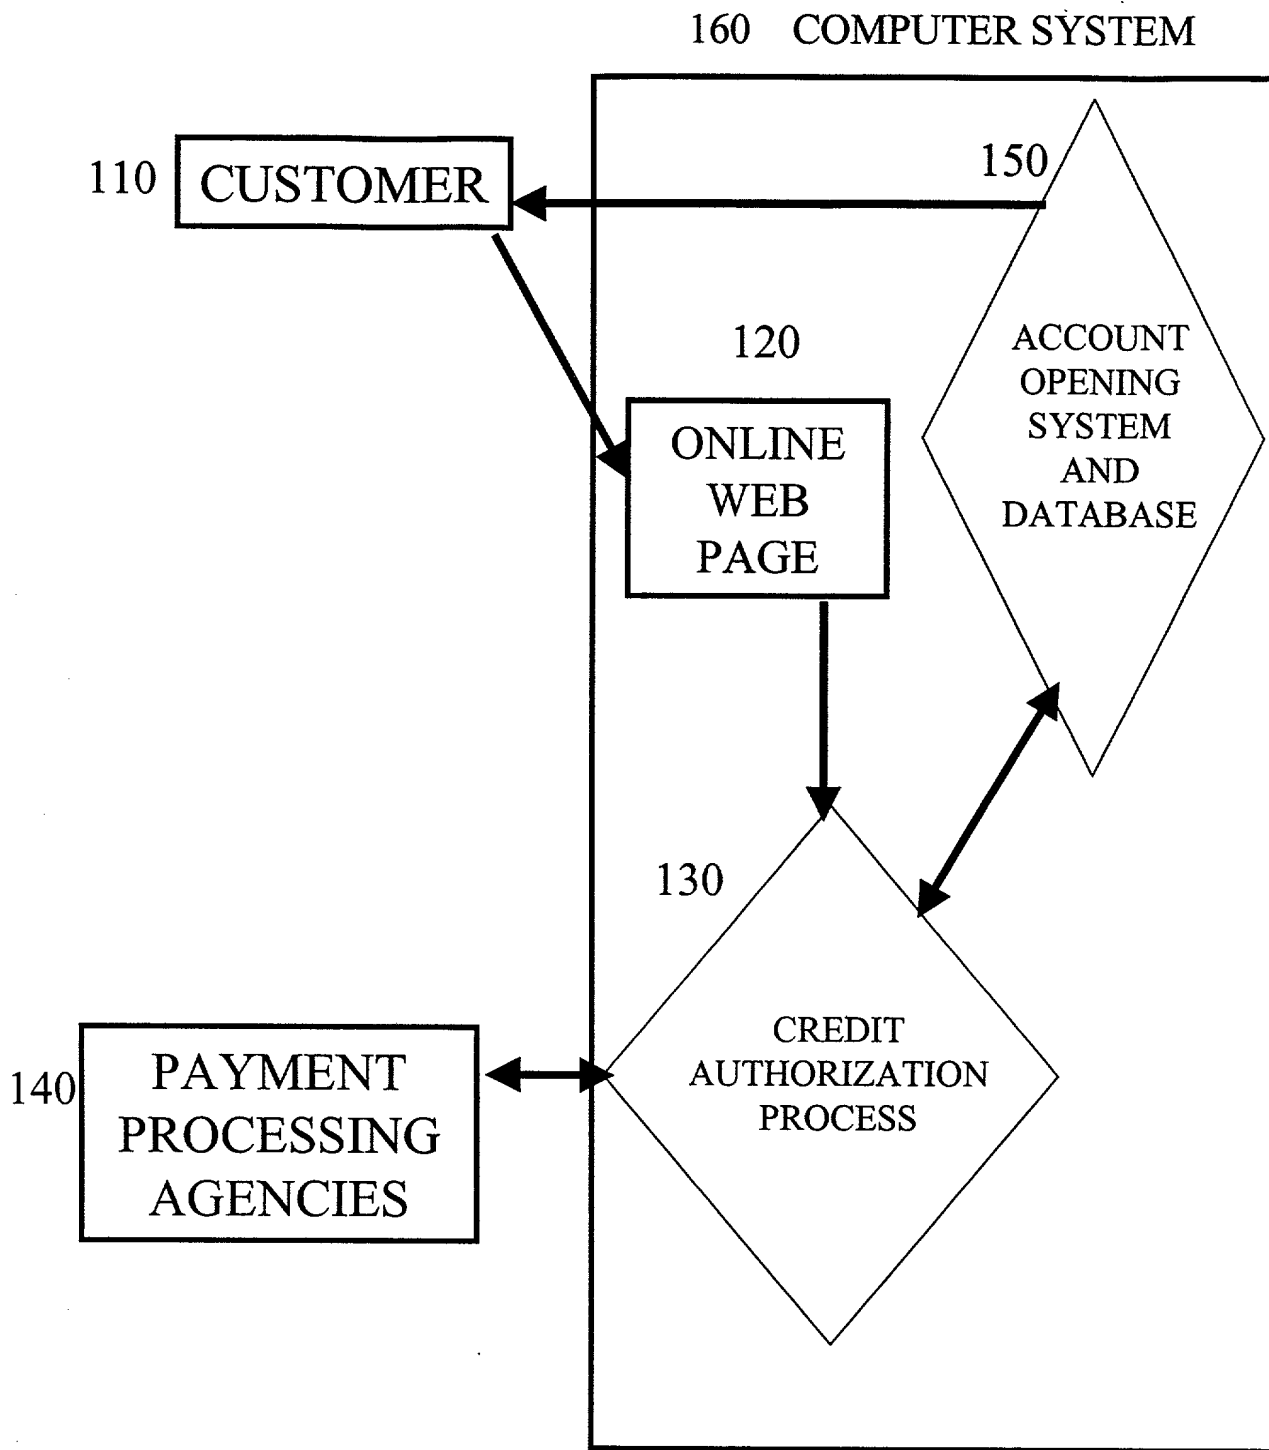 160 COMPUTER SYSTEM
110
CUSTOMER
150
120
ONLINE
WEB
PAGE
ACCOUNT
OPENING
SYSTEM
AND
DATABASE
130
CREDIT
AUTHORIZATION
PROCESS
140
PAYMENT
PROCESSING
AGENCIES